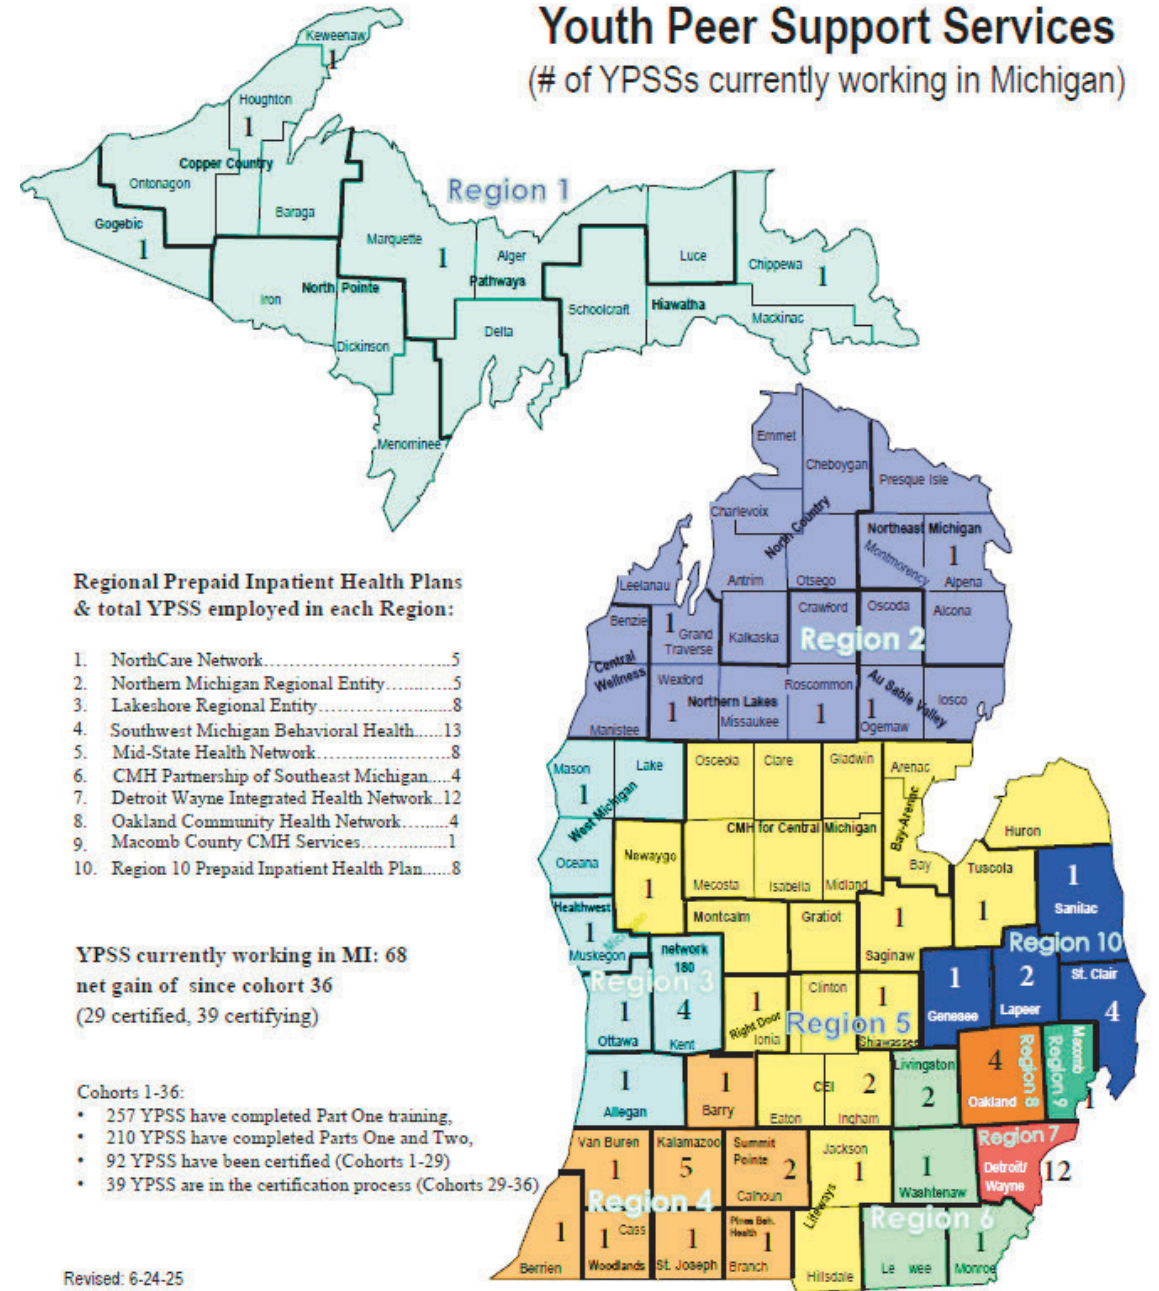 Youth Peer Support Services
(# of YPSSs currently working in Michigan)
Keweenaw
1
Houghton
1
Copper Country
Ontonagon
Baraga
Gogebic
1
Region 1
Marquette
1
Alger
Pathways
Luce
Chippewa
1
Iron
North Pointe
Schoolcraft
Hiawatha
Mackinac
Dickinson
Delta
Menominee
Emmet
Cheboygan
Presque Isle
Charlevoix
North Country
Northeast Michigan
Montmorency
1
Alpena
Leelanau
Antrim
Otsego
Benzie
1
Grand
Traverse
Kalkaska
Crawford
Oscoda
Alcona
Region 2
Central
Wellness
Wexford
Northern Lakes
Roscommon
Au Sable Valley
Iosco
1
Missaukee
1
1
Ogemaw
Manistee
Regional Prepaid Inpatient Health Plans
& total YPSS employed in each Region:
1. NorthCare Network..............................5
2. Northern Michigan Regional Entity...........5
3. Lakeshore Regional Entity.......................8
4. Southwest Michigan Behavioral Health......13
5. Mid-State Health Network.......................8
6. CMH Partnership of Southeast Michigan.....4
7. Detroit Wayne Integrated Health Network..12
8. Oakland Community Health Network.........4
9. Macomb County CMH Services................1
10. Region 10 Prepaid Inpatient Health Plan......8
YPSS currently working in MI: 68
net gain of since cohort 36
(29 certified, 39 certifying)
Cohorts 1-36:
• 257 YPSS have completed Part One training,
• 210 YPSS have completed Parts One and Two,
• 92 YPSS have been certified (Cohorts 1-29)
• 39 YPSS are in the certification process (Cohorts 29-36)
Revised: 6-24-25
Mason
1
Lake
West Michigan
Oceana
Osceola
Clare
Gladwin
Arenac
Bay-Arenac
Bay
CMH for Central Michigan
Newaygo
1
Mecosta
Isabella
Midland
Huron
Tuscola
1
1
Sanilac
Healthwest
1
Muskegon
Montcalm
Gratiot
1
Saginaw
network
180
Region 3
Region 10
4
Kent
1
Ottawa
1
Right Door
Ionia
Clinton
1
Shiawassee
Region 5
1
Genesee
2
Lapeer
St. Clair
4
1
Allegan
1
Barry
CEI
2
Eaton
Ingham
Livingston
2
4
Oakland
Region 8
Macomb
Region 9
1
Van Buren
1
Kalamazoo
5
Summit
Pointe
2
Calhoun
Jackson
1
Lifeways
1
Washtenaw
Region 7
Detroit/
Wayne
12
Region 4
Region 6
1
Berrien
1
Cass
Woodlands
1
St. Joseph
Pines Beh.
Health
1
Branch
Hillsdale
Le wee
1
Monroe